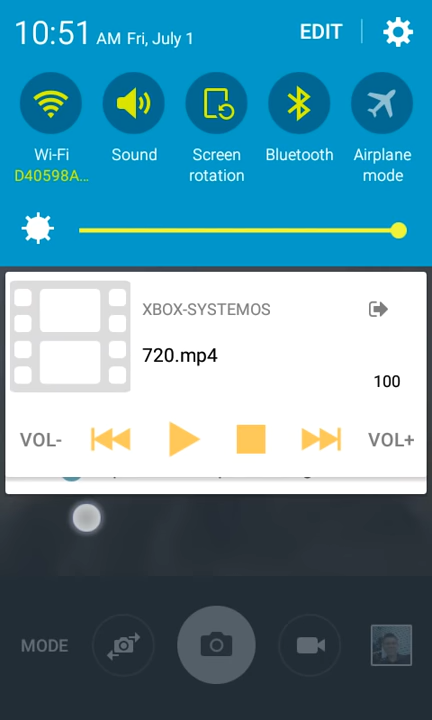 10:51 AM Fri, July 1
EDIT
Wi-Fi
D40598A...
Sound
Screen
rotation
Bluetooth
Airplane
mode
XBOX-SYSTEMOS
720.mp4
100
VOL-
VOL+
MODE